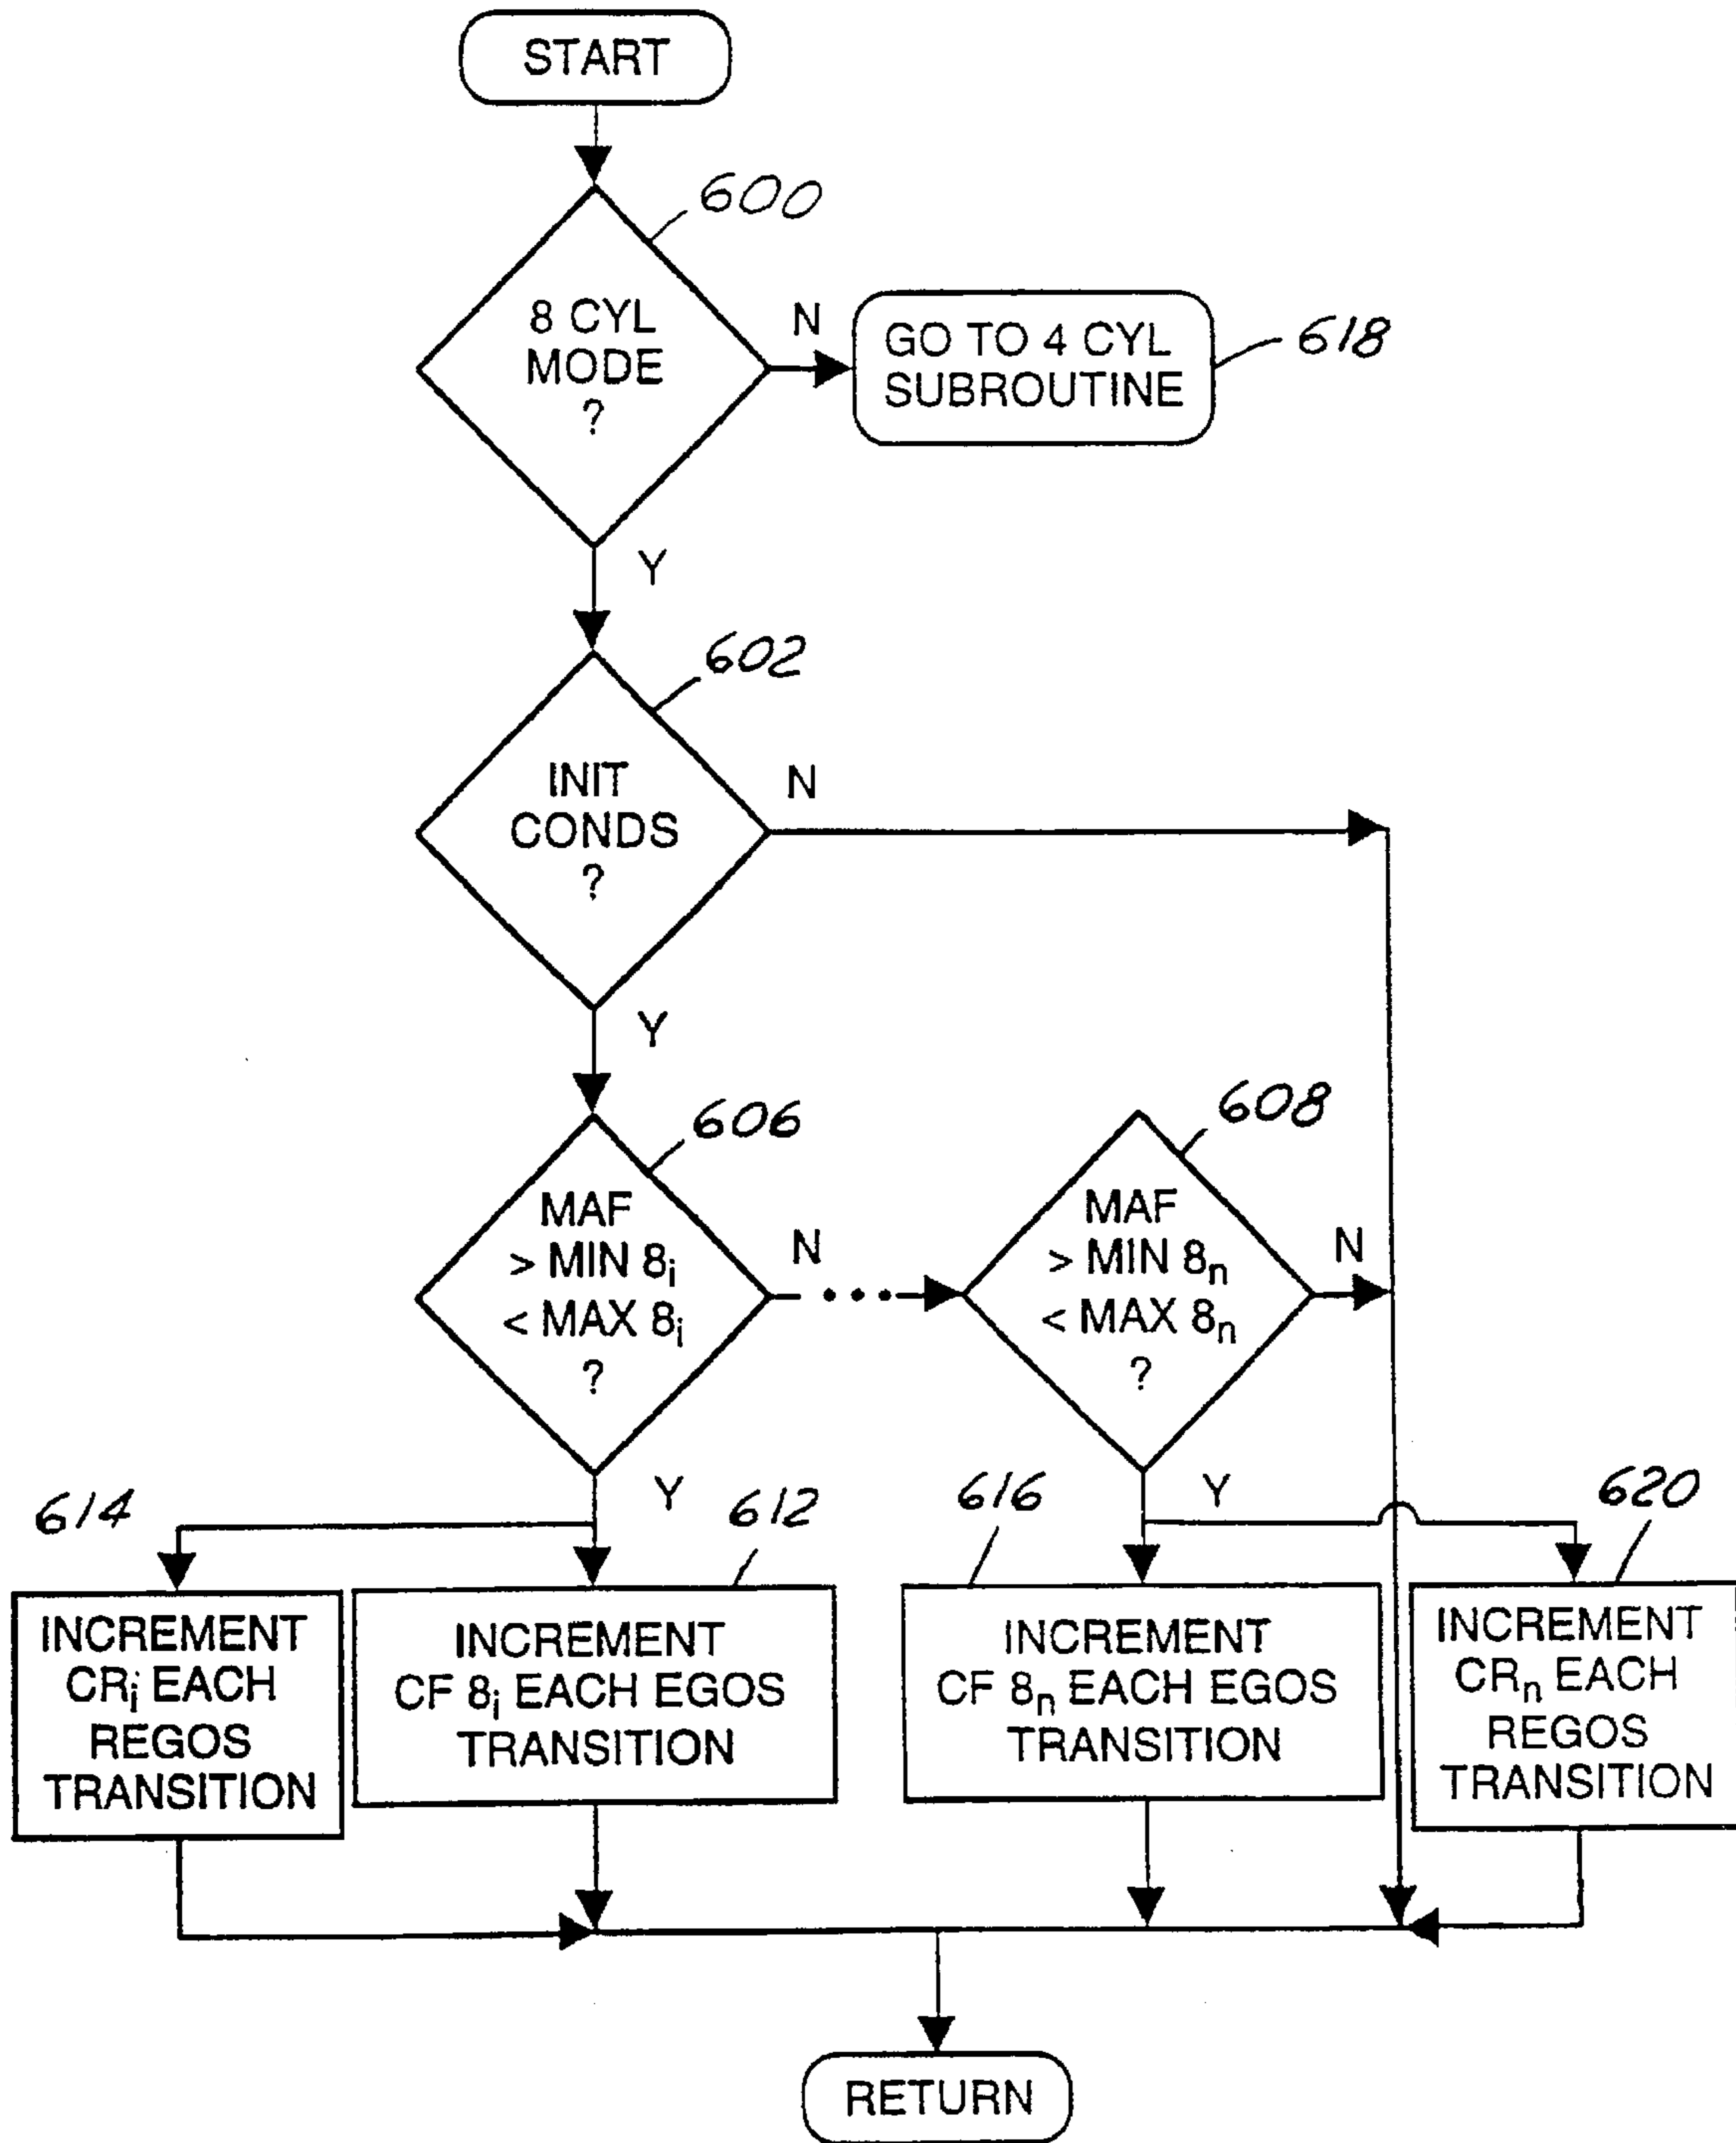 START
600
8 CYL
MODE
?
N
GO TO 4 CYL
SUBROUTINE
618
Y
602
INIT
CONDS
?
N
Y
606
MAF
> MIN 8i
< MAX 8i
?
N
608
MAF
> MIN 8n
< MAX 8n
?
N
Y
Y
614
INCREMENT
CRi EACH
REGOS
TRANSITION
612
INCREMENT
CF 8i EACH EGOS
TRANSITION
616
INCREMENT
CF 8n EACH EGOS
TRANSITION
620
INCREMENT
CRn EACH
REGOS
TRANSITION
RETURN